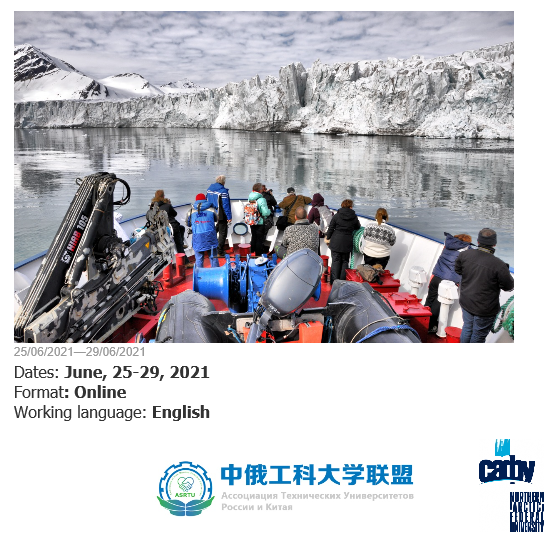 25/06/2021—29/06/2021
Dates: June, 25-29, 2021
Format: Online
Working language: English
中俄工科大学联盟
ASRTU
Ассоциация Технических Университетов
России и Китая
сафу
NORTHERN
(ARCTIC)
FEDERAL
UNIVERSITY